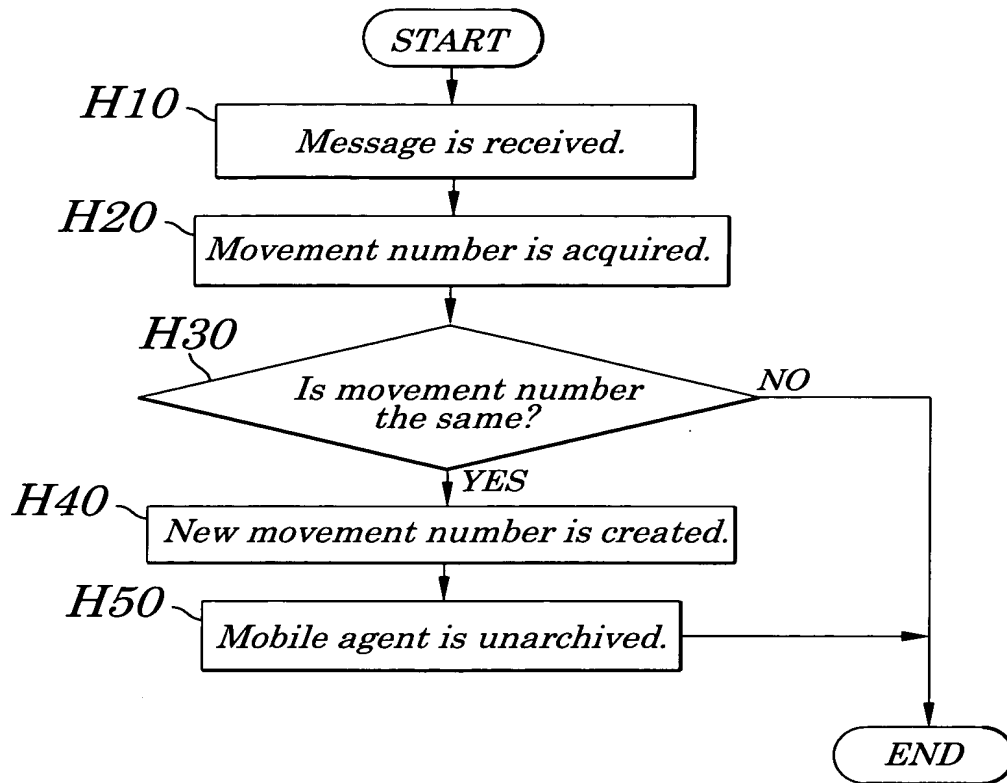 START
H10
Message is received.
H20
Movement number is acquired.
H30
Is movement number
the same?
NO
YES
H40
New movement number is created.
H50
Mobile agent is unarchived.
END